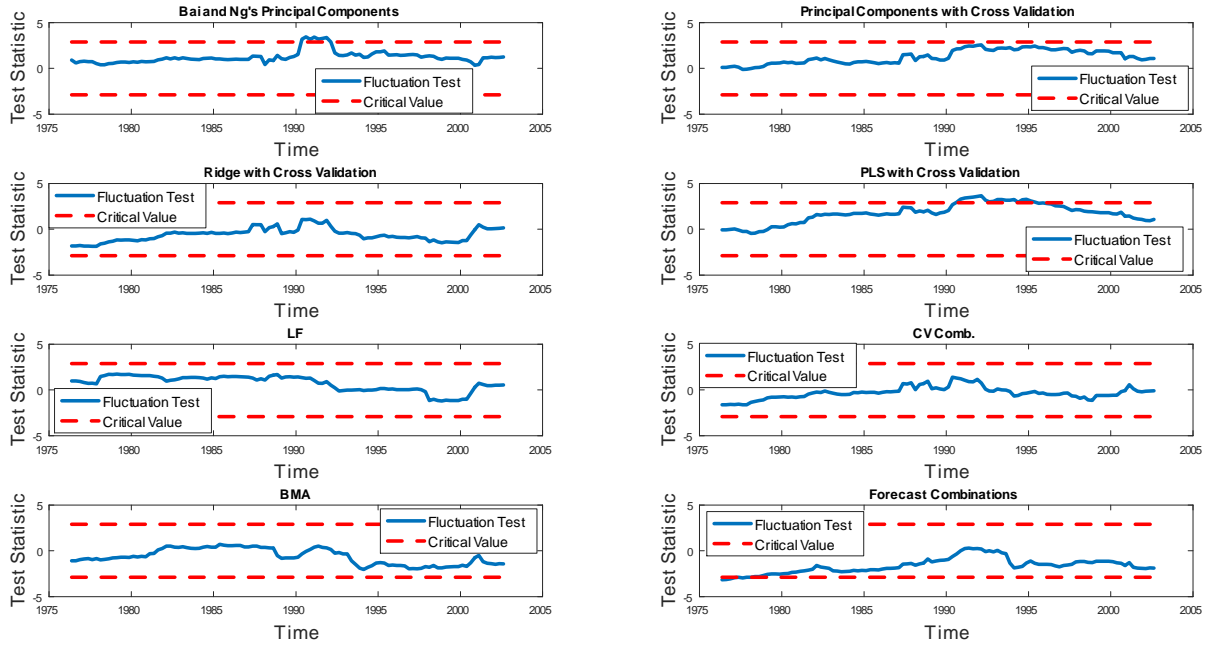 Bai and Ng's Principal Components
Test Statistic
5
0
-5
Fluctuation Test
Critical Value
1975 1980 1985 1990 1995 2000 2005
Time
Principal Components with Cross Validation
Test Statistic
5
0
-5
Fluctuation Test
Critical Value
1975 1980 1985 1990 1995 2000 2005
Time
Ridge with Cross Validation
Test Statistic
5
0
-5
Fluctuation Test
Critical Value
1975 1980 1985 1990 1995 2000 2005
Time
PLS with Cross Validation
Test Statistic
5
0
-5
Fluctuation Test
Critical Value
1975 1980 1985 1990 1995 2000 2005
Time
LF
Test Statistic
5
0
-5
Fluctuation Test
Critical Value
1975 1980 1985 1990 1995 2000 2005
Time
CV Comb.
Test Statistic
5
0
-5
Fluctuation Test
Critical Value
1975 1980 1985 1990 1995 2000 2005
Time
BMA
Test Statistic
5
0
-5
Fluctuation Test
Critical Value
1975 1980 1985 1990 1995 2000 2005
Time
Forecast Combinations
Test Statistic
5
0
-5
Fluctuation Test
Critical Value
1975 1980 1985 1990 1995 2000 2005
Time